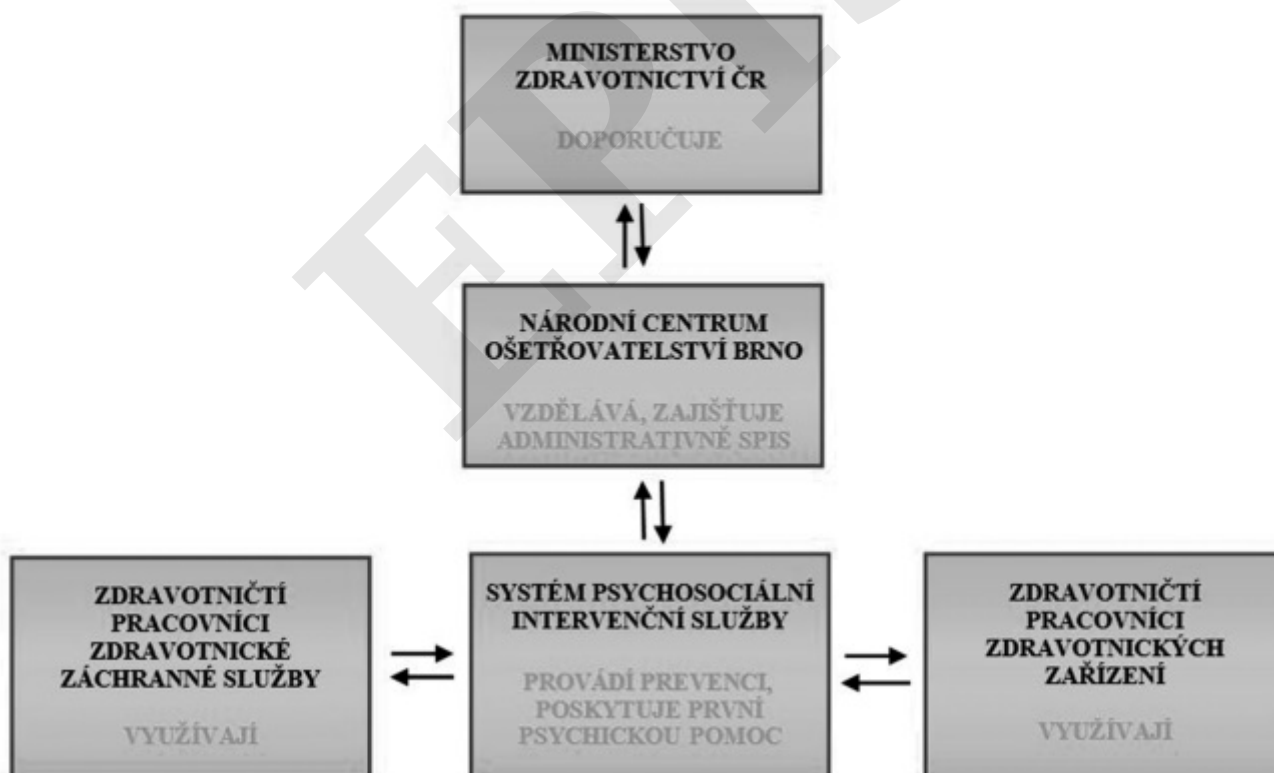 MINISTERSTVO
ZDRAVOTNICTVÍ ČR
DOPORUČUJE
NÁRODNÍ CENTRUM
OŠETŘOVATELSTVÍ BRNO
VZDĚLÁVÁ, ZAJIŠŤUJE
ADMINISTRATIVNĚ SPIS
ZDRAVOTNIČTÍ
PRACOVNÍCI
ZDRAVOTNICKÉ
ZÁCHRANNÉ SLUŽBY
VYUŽÍVAJÍ
SYSTÉM PSYCHOSOCIÁLNÍ
INTERVENČNÍ SLUŽBY
PROVÁDÍ PREVENCI,
POSKYTUJE PRVNÍ
PSYCHICKOU POMOC
ZDRAVOTNIČTÍ
PRACOVNÍCI
ZDRAVOTNICKÝCH
ZAŘÍZENÍ
VYUŽÍVAJÍ